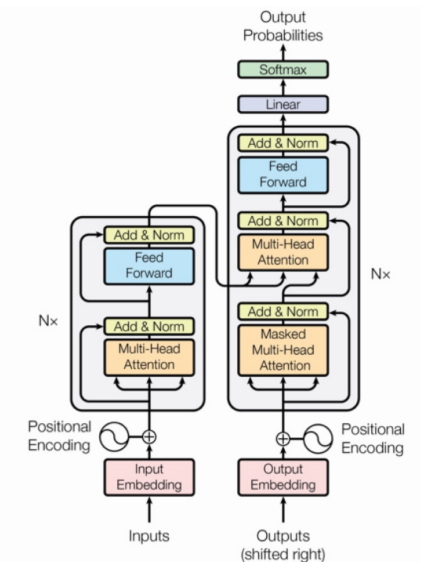 Output
Probabilities
Softmax
Linear
Add & Norm
Feed
Forward
Add & Norm
Multi-Head
Attention
N×
Add & Norm
Masked
Multi-Head
Attention
Positional
Encoding
Output
Embedding
Outputs
(shifted right)
Add & Norm
Feed
Forward
N×
Add & Norm
Multi-Head
Attention
Positional
Encoding
Input
Embedding
Inputs